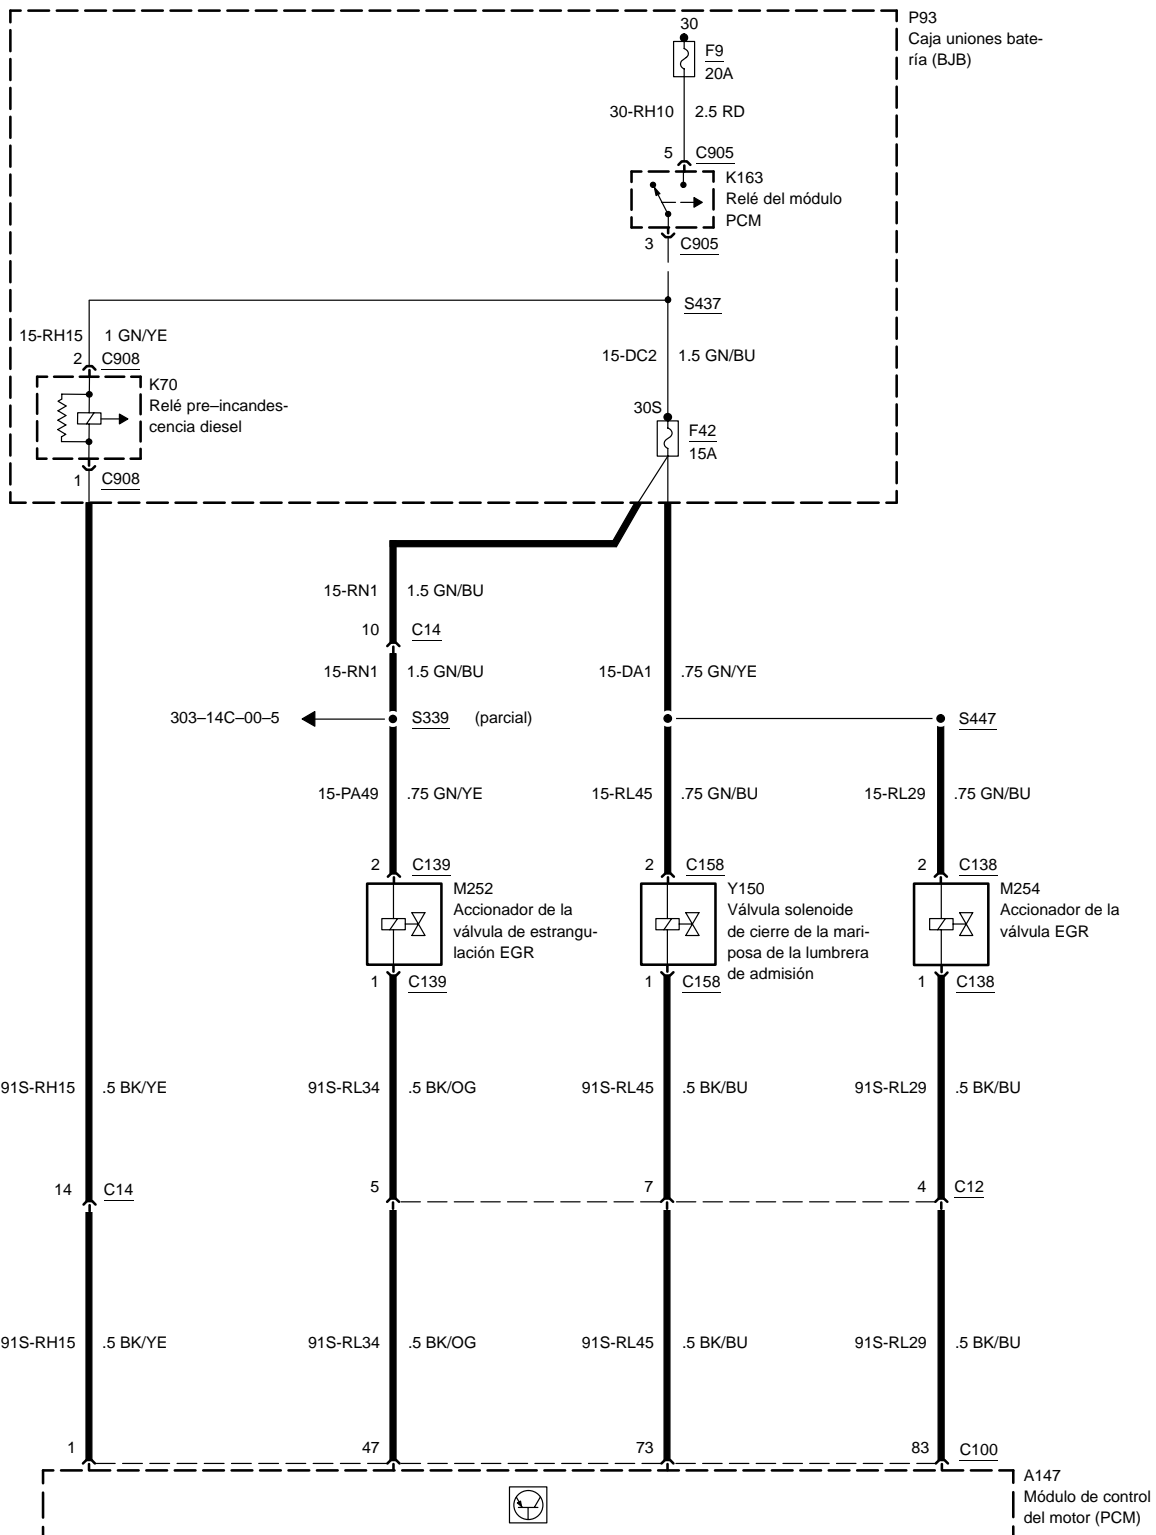 P93
Caja uniones bate-
ría (BJB)
30
F9
20A
30-RH10 2.5 RD
5 C905
K163
Relé del módulo
PCM
3 C905
S437
15-RH15 1 GN/YE
15-DC2 1.5 GN/BU
2 C908
K70
Relé pre–incandes-
cencia diesel
30S
F42
15A
1 C908
15-RN1 1.5 GN/BU
10 C14
15-RN1 1.5 GN/BU
15-DA1 .75 GN/YE
303–14C–00–5
S339 (parcial)
S447
15-PA49 .75 GN/YE
15-RL45 .75 GN/BU
15-RL29 .75 GN/BU
2 C139
2 C158
2 C138
M252
Accionador de la
válvula de estrangu-
lación EGR
Y150
Válvula solenoide
de cierre de la mari-
posa de la lumbrera
de admisión
M254
Accionador de la
válvula EGR
1 C139
1 C158
1 C138
91S-RH15 .5 BK/YE
91S-RL34 .5 BK/OG
91S-RL45 .5 BK/BU
91S-RL29 .5 BK/BU
14 C14
5
7
4 C12
91S-RH15 .5 BK/YE
91S-RL34 .5 BK/OG
91S-RL45 .5 BK/BU
91S-RL29 .5 BK/BU
1
47
73
83 C100
A147
Módulo de control
del motor (PCM)